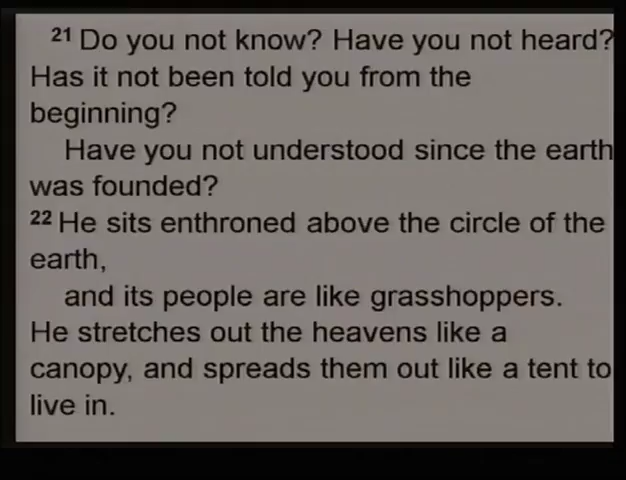 21 Do you not know? Have you not heard?
Has it not been told you from the
beginning?
Have you not understood since the earth
was founded?
22 He sits enthroned above the circle of the
earth,
and its people are like grasshoppers.
He stretches out the heavens like a
canopy, and spreads them out like a tent to
live in.